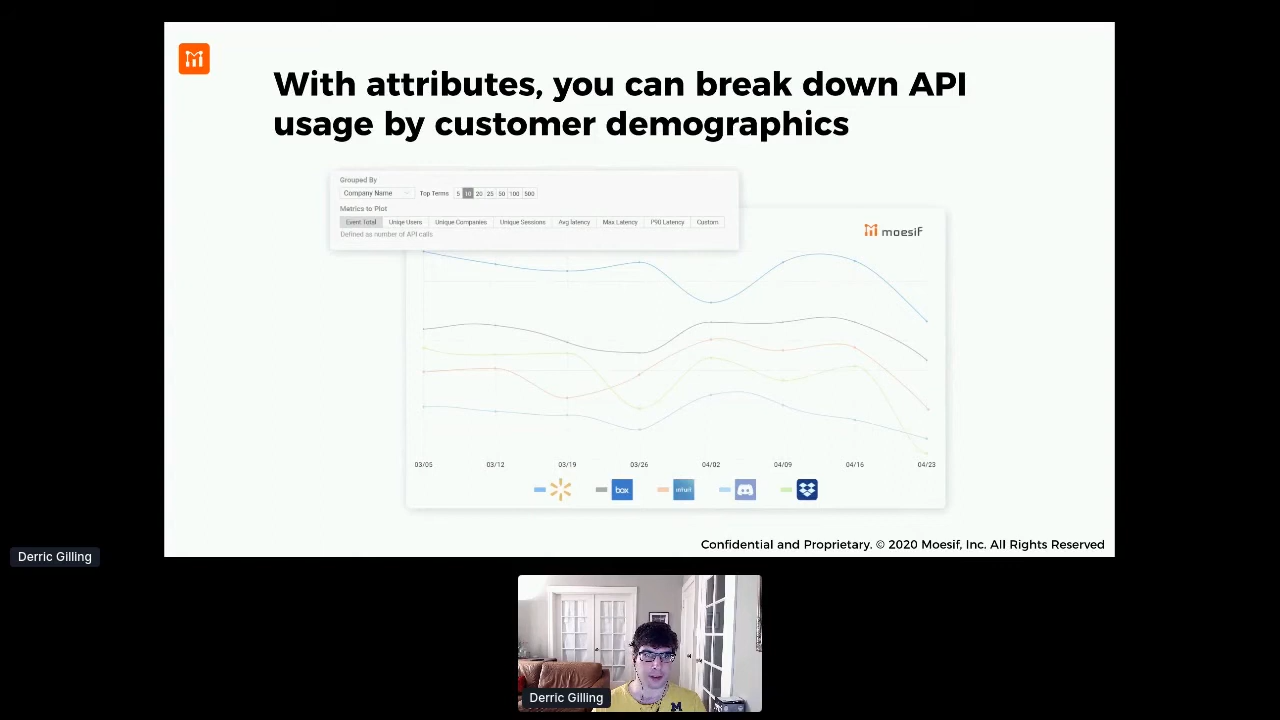 With attributes, you can break down API
usage by customer demographics
Grouped By
Company Name Top Terms 5 10 20 25 50 100 500
Metrics to Plot
Event Total Uniqe Users Unique Companies Unique Sessions Avg latency Max Latency P90 Latency Custom
Defined as number of API calls
moesif
03/05 03/12 03/19 03/26 04/02 04/09 04/16 04/23
box intuit
Confidential and Proprietary. © 2020 Moesif, Inc. All Rights Reserved
Derric Gilling
Derric Gilling
M